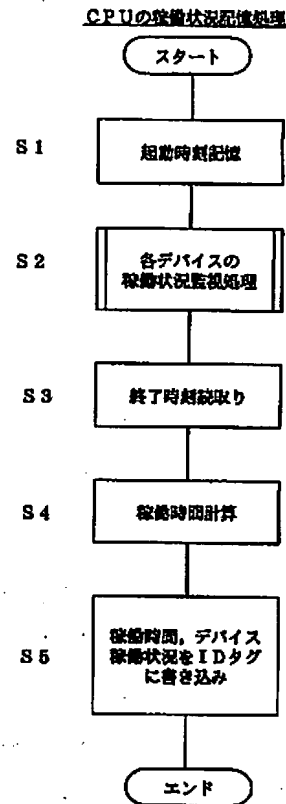 CPUの稼働状況記憶処理
スタート
S1
起動時刻記憶
S2
各デバイスの
稼働状況監視処理
S3
終了時刻読取り
S4
稼働時間計算
S5
稼働時間,デバイス
稼働状況をIDタグ
に書き込み
エンド